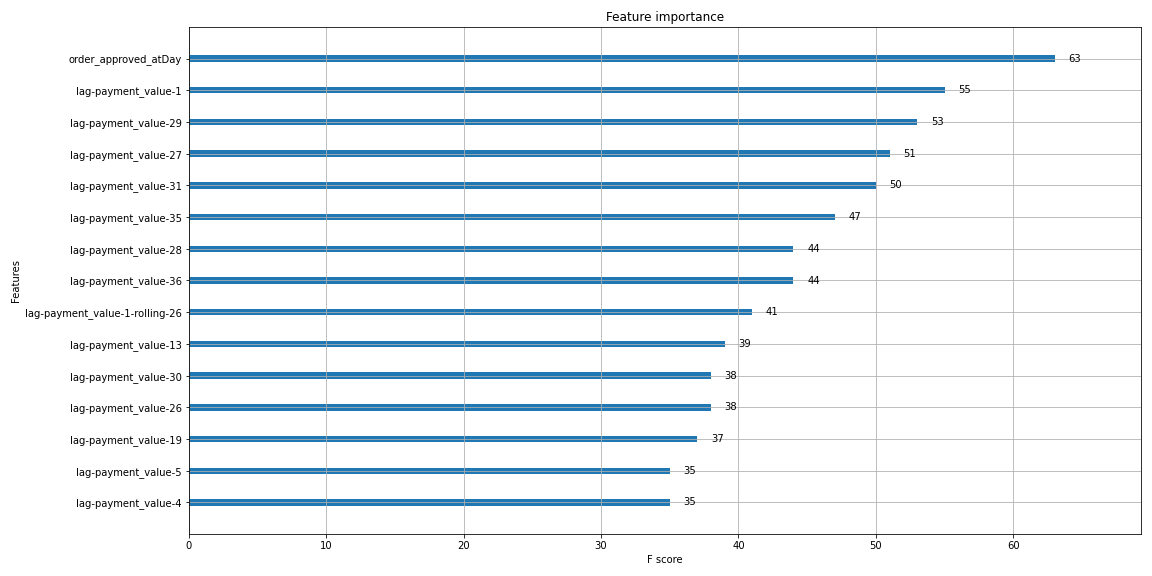 Feature importance
order_approved_atDay 63
lag-payment_value-1 55
lag-payment_value-29 53
lag-payment_value-27 51
lag-payment_value-31 50
lag-payment_value-35 47
lag-payment_value-28 44
lag-payment_value-36 44
lag-payment_value-1-rolling-26 41
lag-payment_value-13 39
lag-payment_value-30 38
lag-payment_value-26 38
lag-payment_value-19 37
lag-payment_value-5 35
lag-payment_value-4 35
Features
0 10 20 30 40 50 60
F score